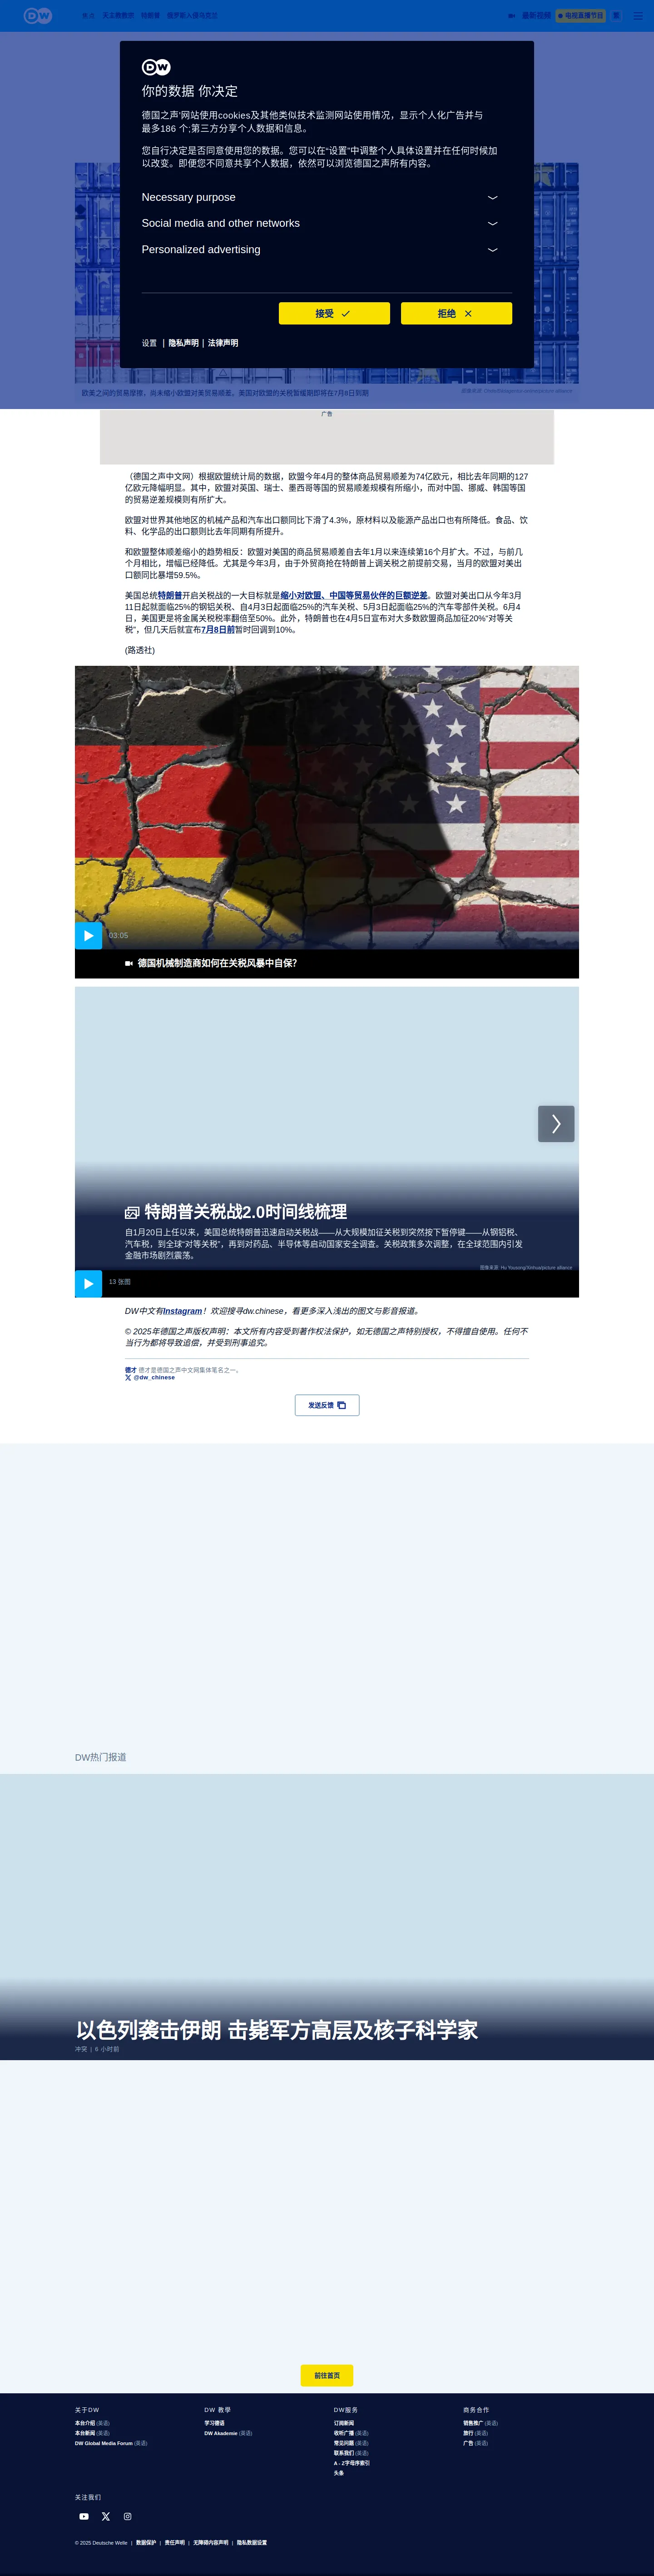 DW
最新视频
电视直播节目
繁
DW
你的数据 你决定
德国之声'网站使用cookies及其他类似技术监测网站使用情况，显示个人化广告并与
最多186 个;第三方分享个人数据和信息。
您自行决定是否同意使用您的数据。您可以在“设置”中调整个人具体设置并在任何时候加
以改变。即便您不同意共享个人数据，依然可以浏览德国之声所有内容。
Necessary purpose
Social media and other networks
Personalized advertising
接受
拒绝
设置 | 隐私声明 | 法律声明
欧美之间的贸易摩擦，尚未缩小欧盟对美贸易顺差。美国对欧盟的关税暂缓期即将在7月8日到期
广告
（德国之声中文网）根据欧盟统计局的数据，欧盟今年4月的整体商品贸易顺差为74亿欧元，相比去年同期的127
亿欧元降幅明显。其中，欧盟对英国、瑞士、墨西哥等国的贸易顺差规模有所缩小，而对中国、挪威、韩国等国
的贸易逆差规模则有所扩大。
欧盟对世界其他地区的机械产品和汽车出口额同比下滑了4.3%，原材料以及能源产品出口也有所降低。食品、饮
料、化学品的出口额则比去年同期有所提升。
和欧盟整体顺差缩小的趋势相反：欧盟对美国的商品贸易顺差自去年1月以来连续第16个月扩大。不过，与前几
个月相比，增幅已经降低。尤其是今年3月，由于外贸商抢在特朗普上调关税之前提前交易，当月的欧盟对美出
口额同比暴增59.5%。
美国总统特朗普开启关税战的一大目标就是缩小对欧盟、中国等贸易伙伴的巨额逆差。欧盟对美出口从今年3月
11日起就面临25%的钢铝关税、自4月3日起面临25%的汽车关税、5月3日起面临25%的汽车零部件关税。6月4
日，美国更是将金属关税税率翻倍至50%。此外，特朗普也在4月5日宣布对大多数欧盟商品加征20%“对等关
税”，但几天后就宣布7月8日前暂时回调到10%。
(路透社)
03:05
德国机械制造商如何在关税风暴中自保？
特朗普关税战2.0时间线梳理
自1月20日上任以来，美国总统特朗普迅速启动关税战——从大规模加征关税到突然按下暂停键——从钢铝税、
汽车税，到全球“对等关税”，再到对药品、半导体等启动国家安全调查。关税政策多次调整，在全球范围内引发
金融市场剧烈震荡。
图像来源: Hu Yousong/Xinhua/picture alliance
13 张图
DW中文有Instagram！欢迎搜寻dw.chinese，看更多深入浅出的图文与影音报道。
© 2025年德国之声版权声明：本文所有内容受到著作权法保护，如无德国之声特别授权，不得擅自使用。任何不
当行为都将导致追偿，并受到刑事追究。
德才 德才是德国之声中文网集体笔名之一。
@dw_chinese
发送反馈
DW热门报道
以色列袭击伊朗 击毙军方高层及核子科学家
冲突 | 6 小时前
前往首页
关于DW
本台介绍 (英语)
本台新闻 (英语)
DW Global Media Forum (英语)
DW 教學
学习德语
DW Akademie (英语)
DW服务
订阅新闻
收听广播 (英语)
常见问题 (英语)
联系我们 (英语)
A - Z字母序索引
头条
商务合作
销售推广 (英语)
旅行 (英语)
广告 (英语)
关注我们
© 2025 Deutsche Welle | 数据保护 | 责任声明 | 无障碍内容声明 | 隐私数据设置